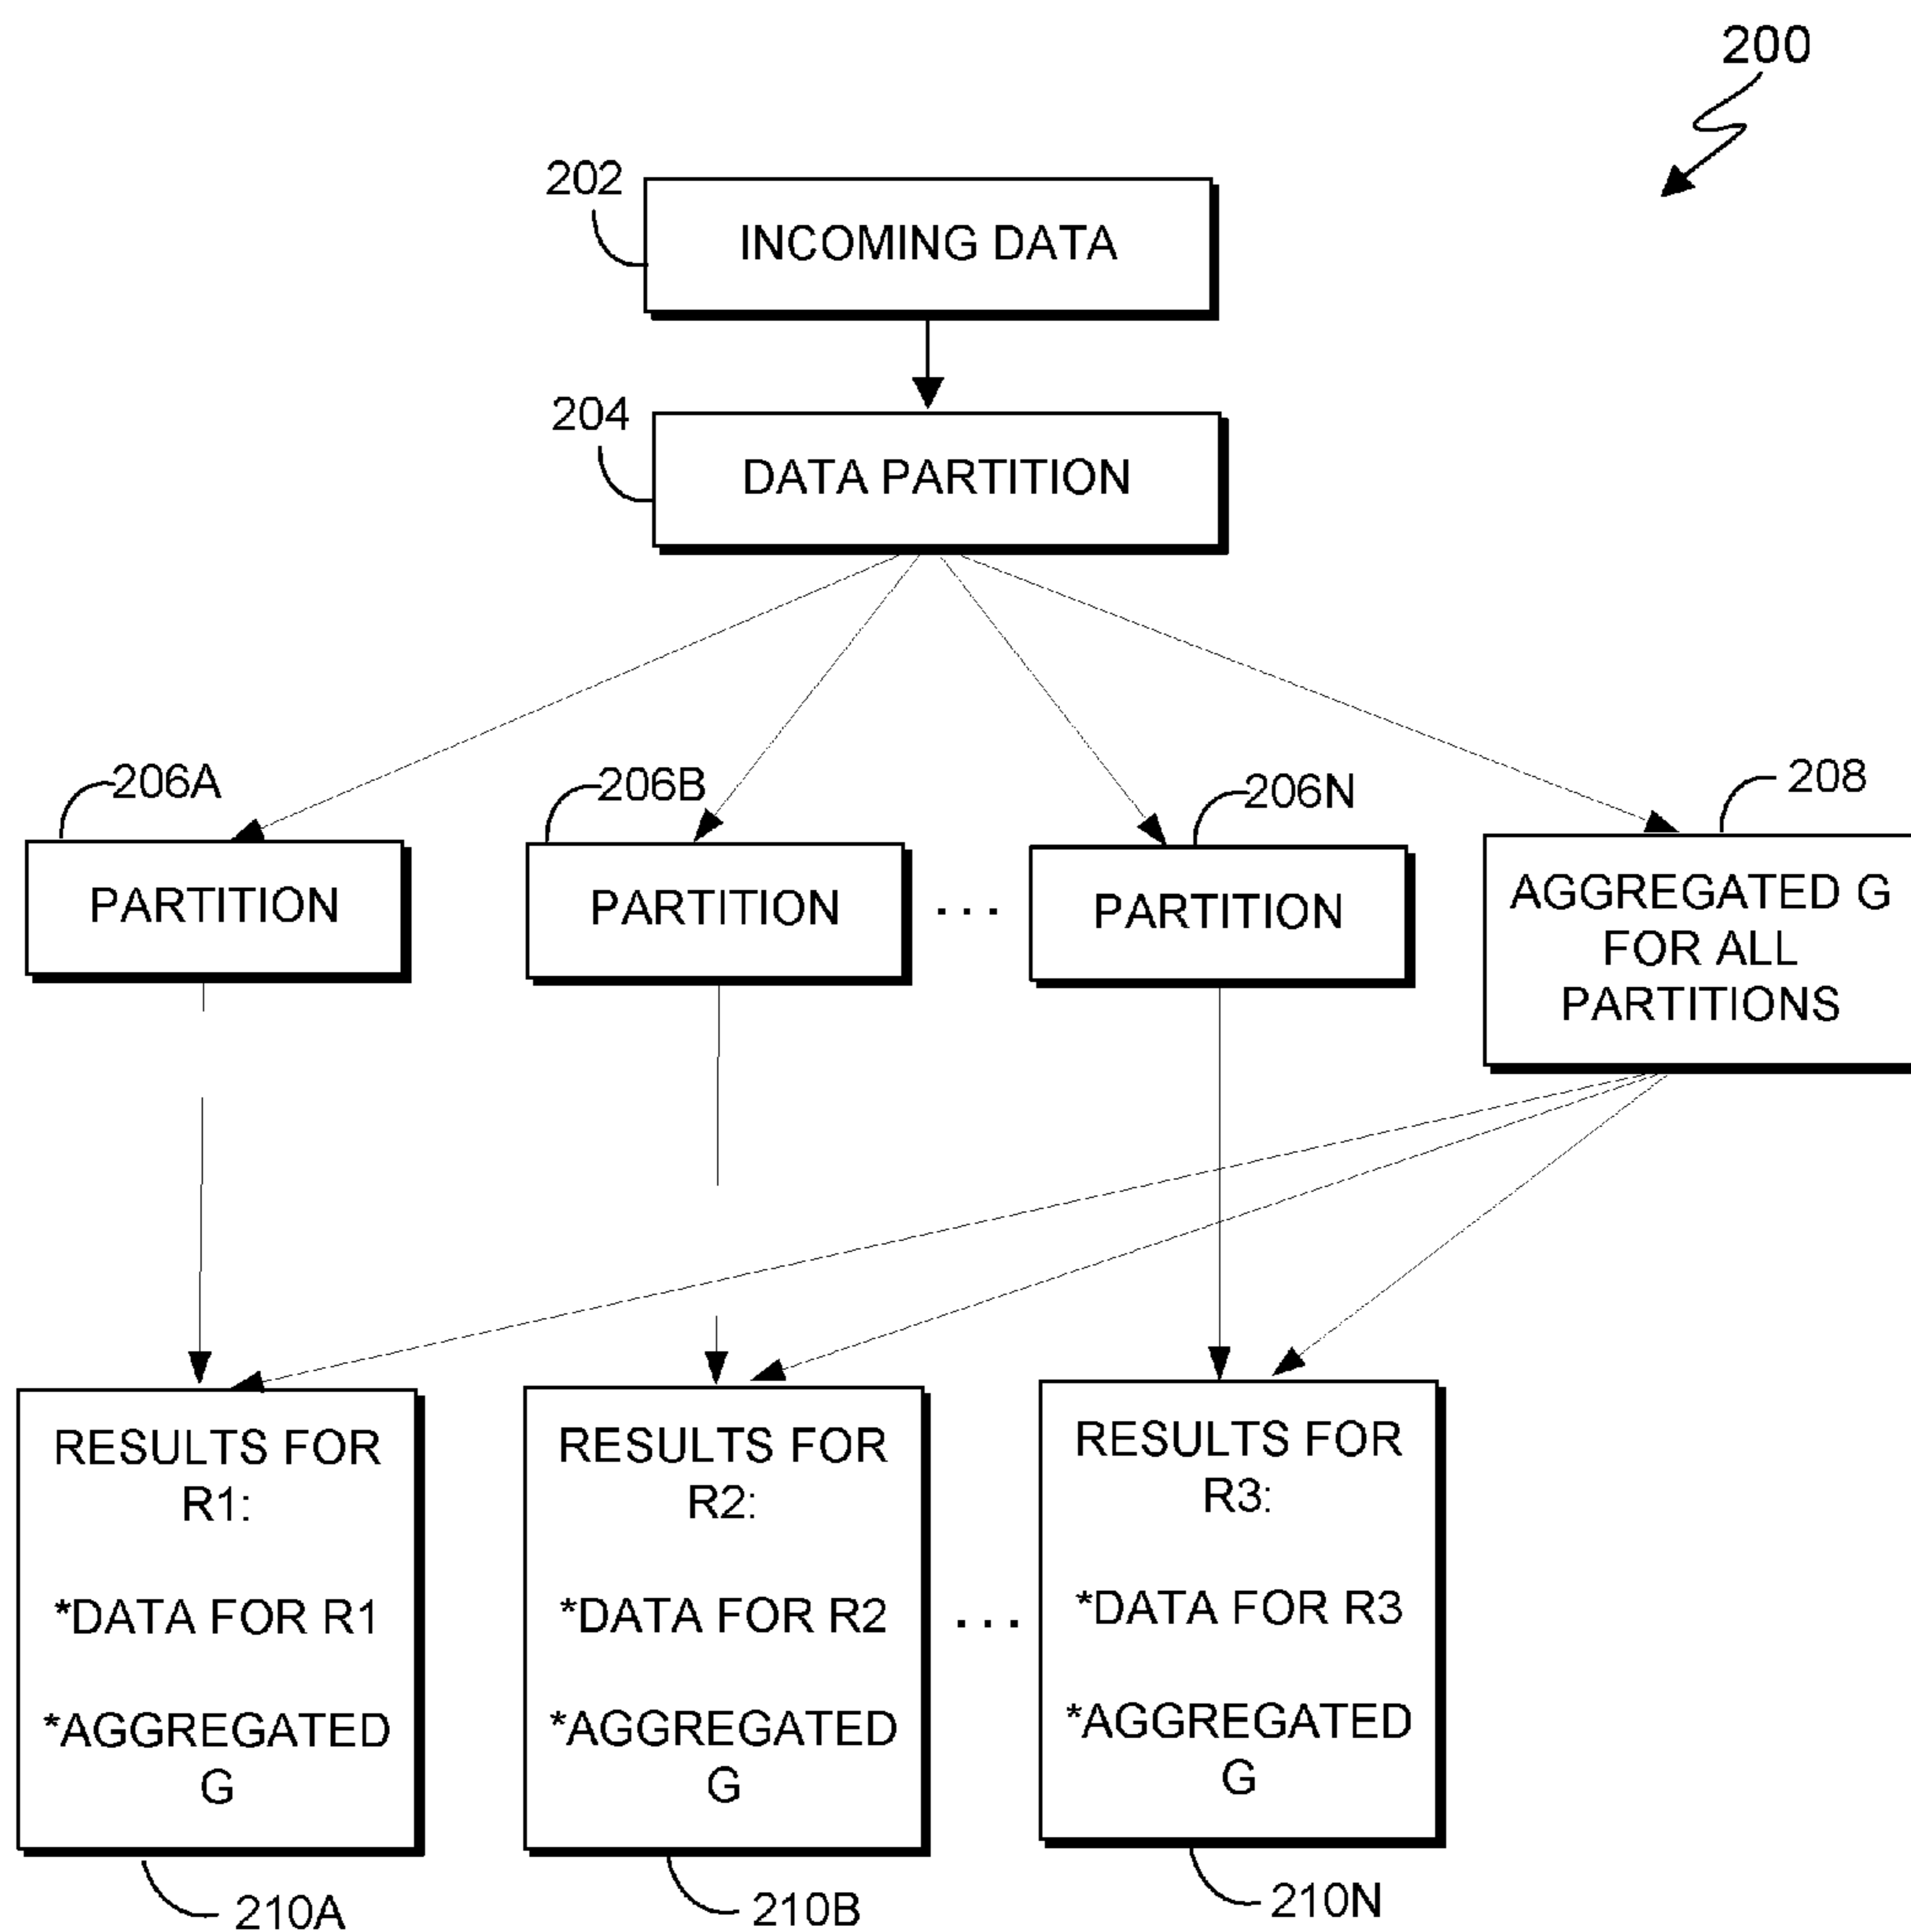 200
202
INCOMING DATA
204
DATA PARTITION
206A
206B
206N
208
PARTITION
PARTITION
. . .
PARTITION
AGGREGATED G
FOR ALL
PARTITIONS
RESULTS FOR
R1:
*DATA FOR R1
*AGGREGATED
G
RESULTS FOR
R2:
*DATA FOR R2
*AGGREGATED
G
. . .
RESULTS FOR
R3:
*DATA FOR R3
*AGGREGATED
G
210A
210B
210N